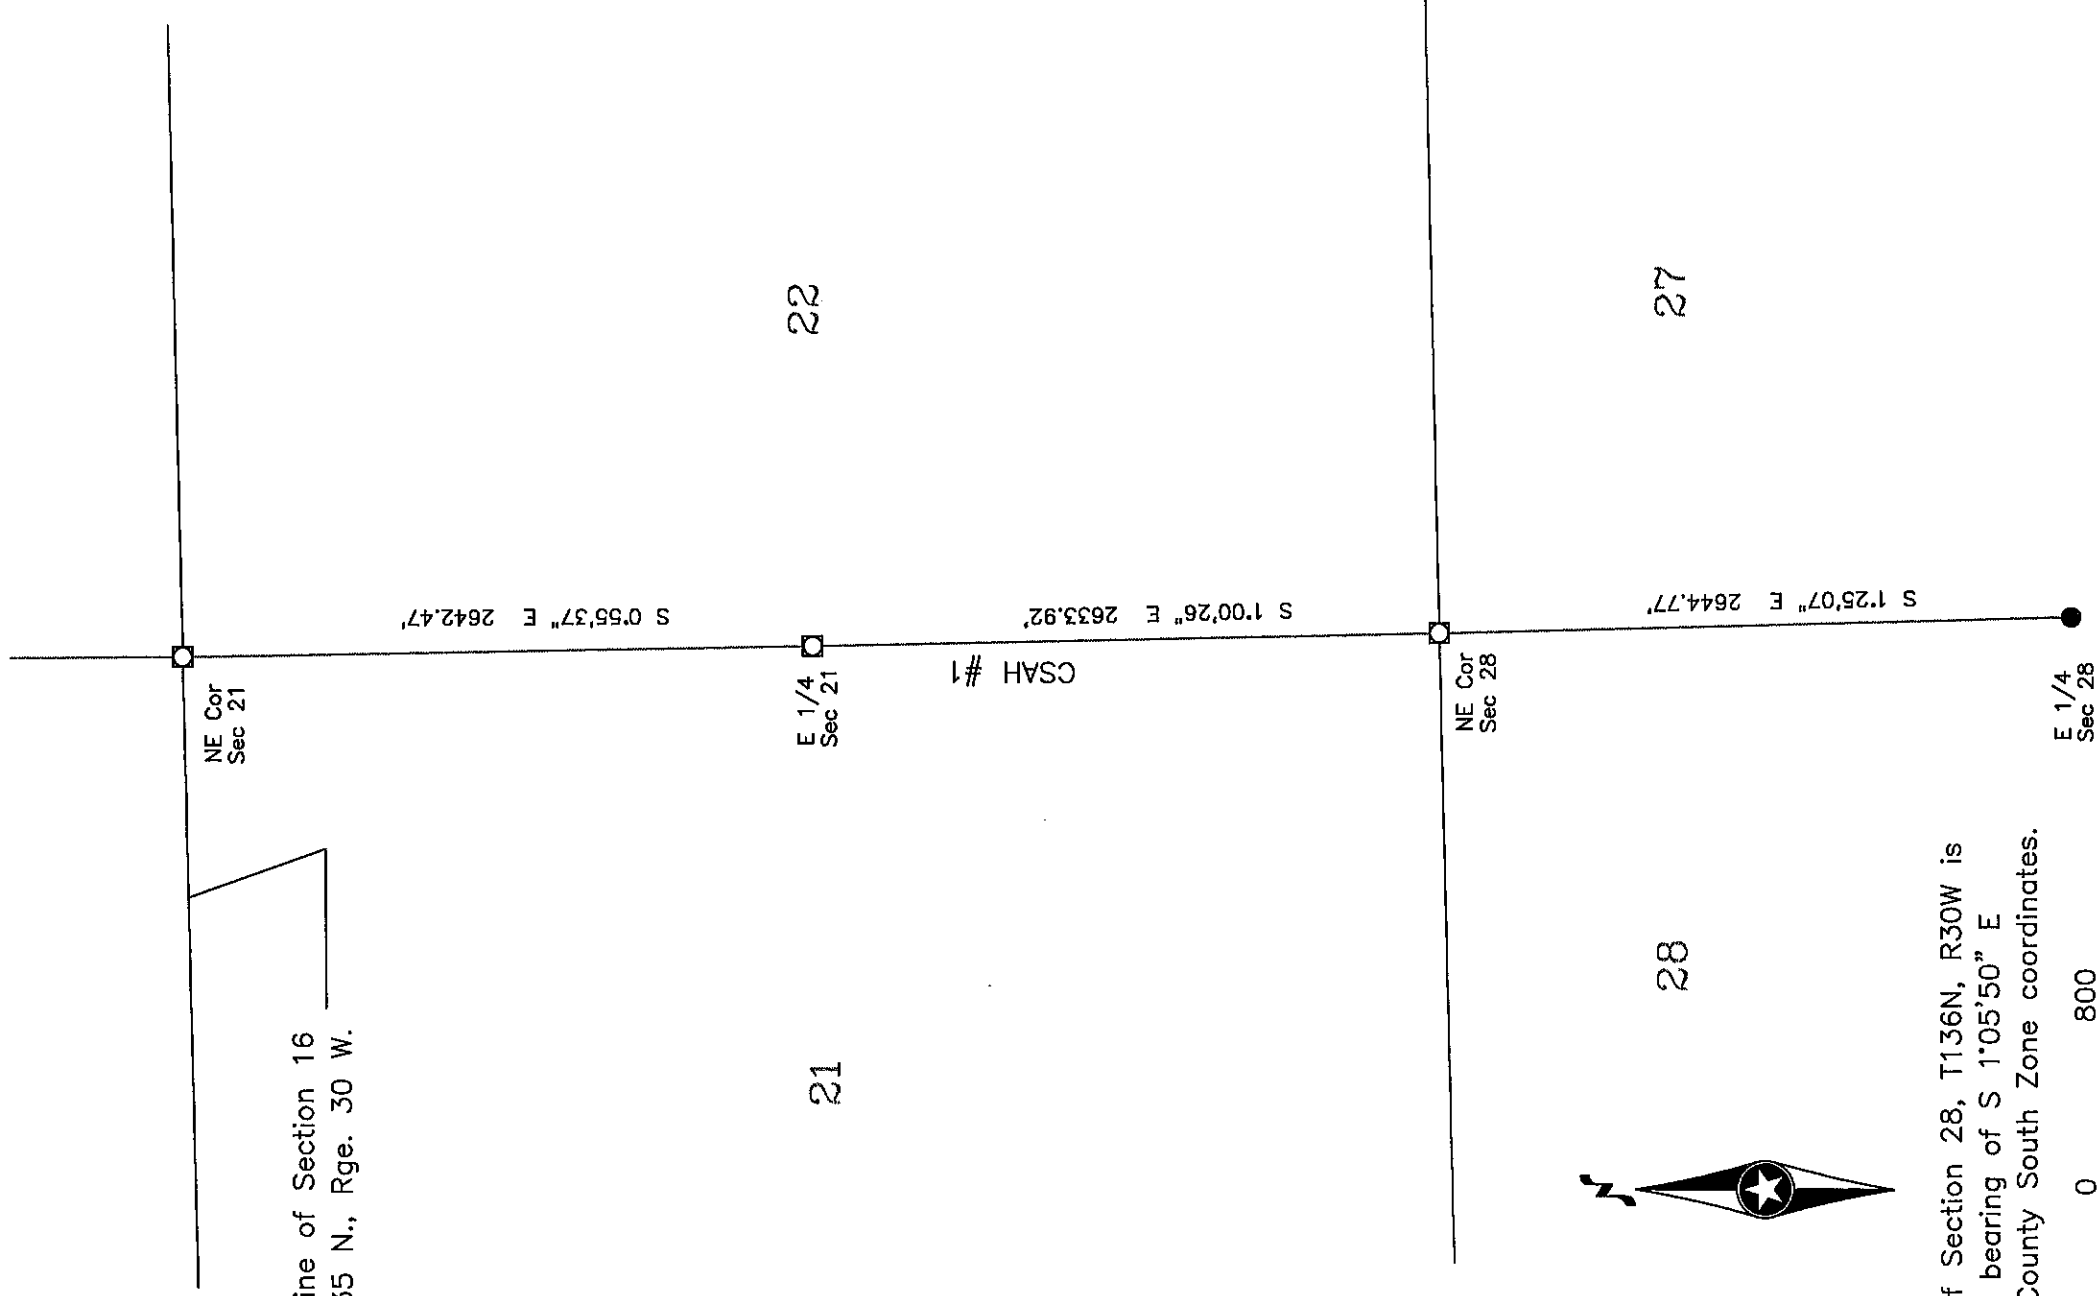 ine of Section 16
35 N., Rge. 30 W.
NE Cor
Sec 21
S 0°55'37" E 2642.47'
22
E 1/4
Sec 21
21
CSAH #1
S 1°00'26" E 2633.92'
NE Cor
Sec 28
27
28
S 1°25'07" E 2644.77'
E 1/4
Sec 28
N
f Section 28, T136N, R30W is
bearing of S 1°05'50" E
County South Zone coordinates.
0 800